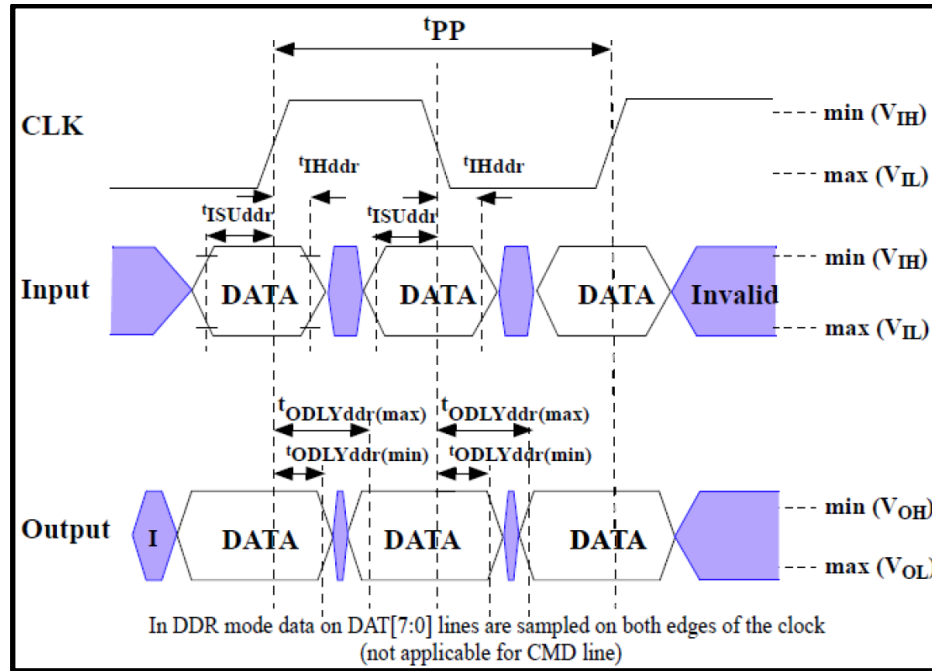 tPP
CLK
min (VIH)
max (VIL)
tIHddr
tIHddr
tISUddr
tISUddr
Input
DATA
DATA
DATA
Invalid
min (VIH)
max (VIL)
tODLYddr(max)
tODLYddr(max)
tODLYddr(min)
tODLYddr(min)
Output
I
DATA
DATA
DATA
min (VOH)
max (VOL)
In DDR mode data on DAT[7:0] lines are sampled on both edges of the clock
(not applicable for CMD line)